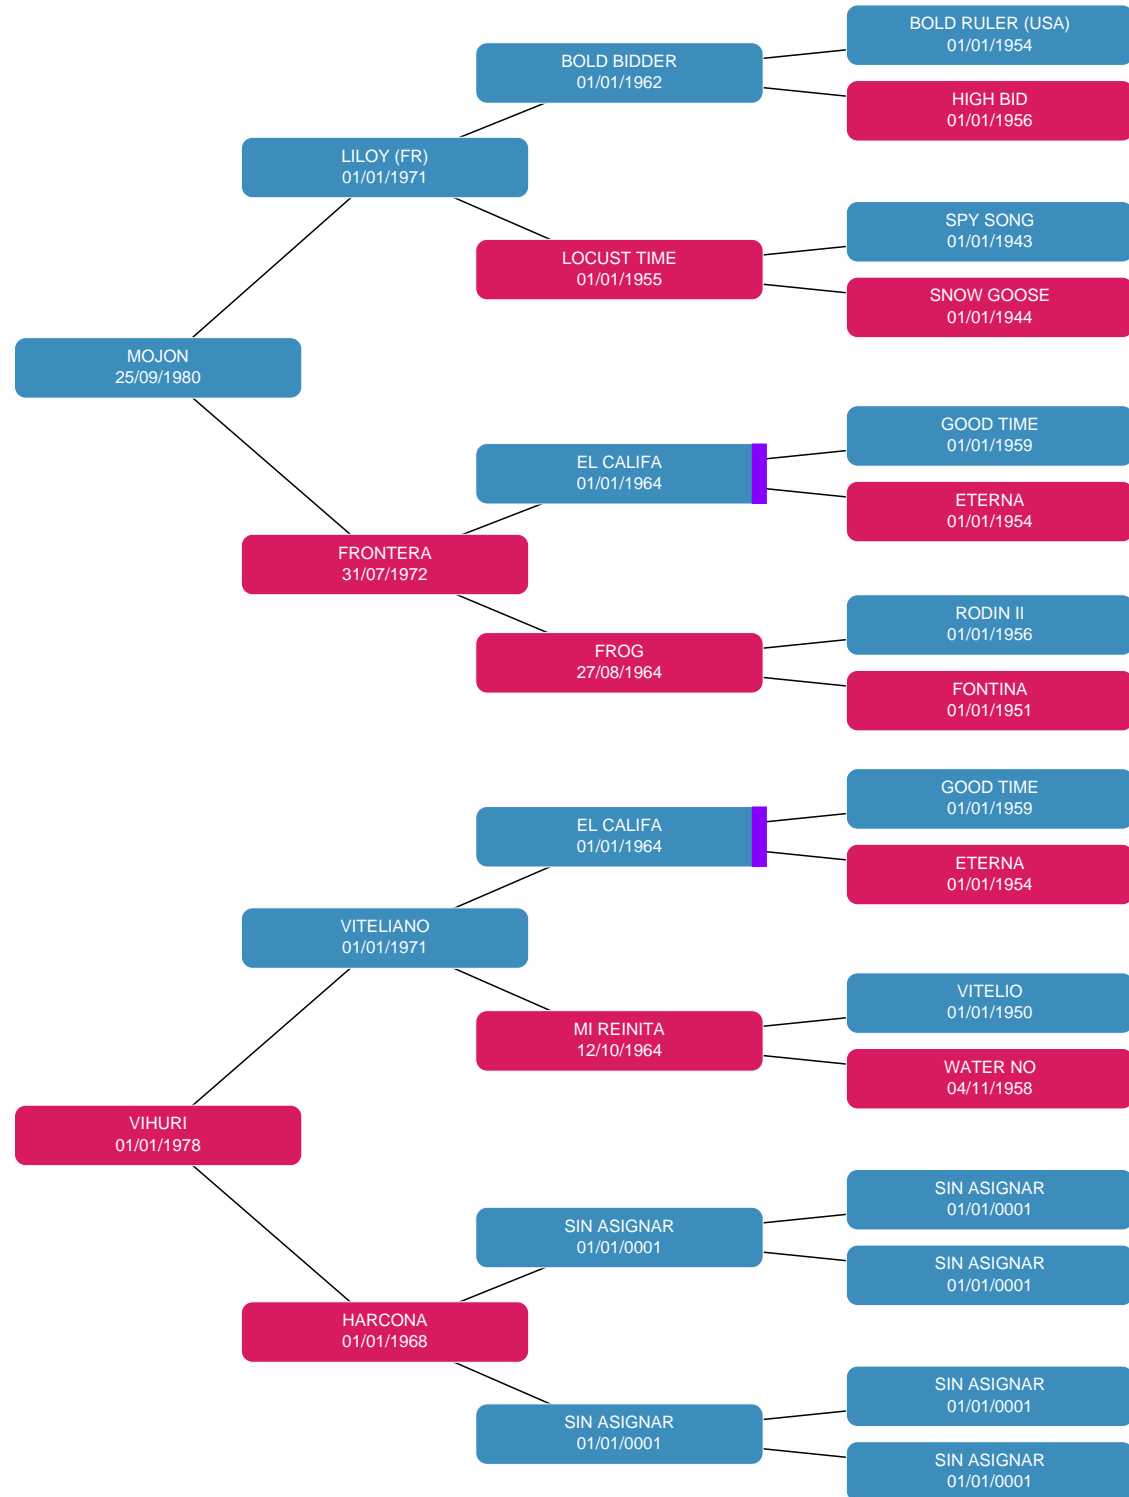 BOLD RULER (USA)
01/01/1954
BOLD BIDDER
01/01/1962
HIGH BID
01/01/1956
LILOY (FR)
01/01/1971
SPY SONG
01/01/1943
LOCUST TIME
01/01/1955
SNOW GOOSE
01/01/1944
MOJON
25/09/1980
GOOD TIME
01/01/1959
EL CALIFA
01/01/1964
ETERNA
01/01/1954
FRONTERA
31/07/1972
RODIN II
01/01/1956
FROG
27/08/1964
FONTINA
01/01/1951
GOOD TIME
01/01/1959
EL CALIFA
01/01/1964
ETERNA
01/01/1954
VITELIANO
01/01/1971
VITELIO
01/01/1950
MI REINITA
12/10/1964
WATER NO
04/11/1958
VIHURI
01/01/1978
SIN ASIGNAR
01/01/0001
SIN ASIGNAR
01/01/0001
SIN ASIGNAR
01/01/0001
HARCONA
01/01/1968
SIN ASIGNAR
01/01/0001
SIN ASIGNAR
01/01/0001
SIN ASIGNAR
01/01/0001